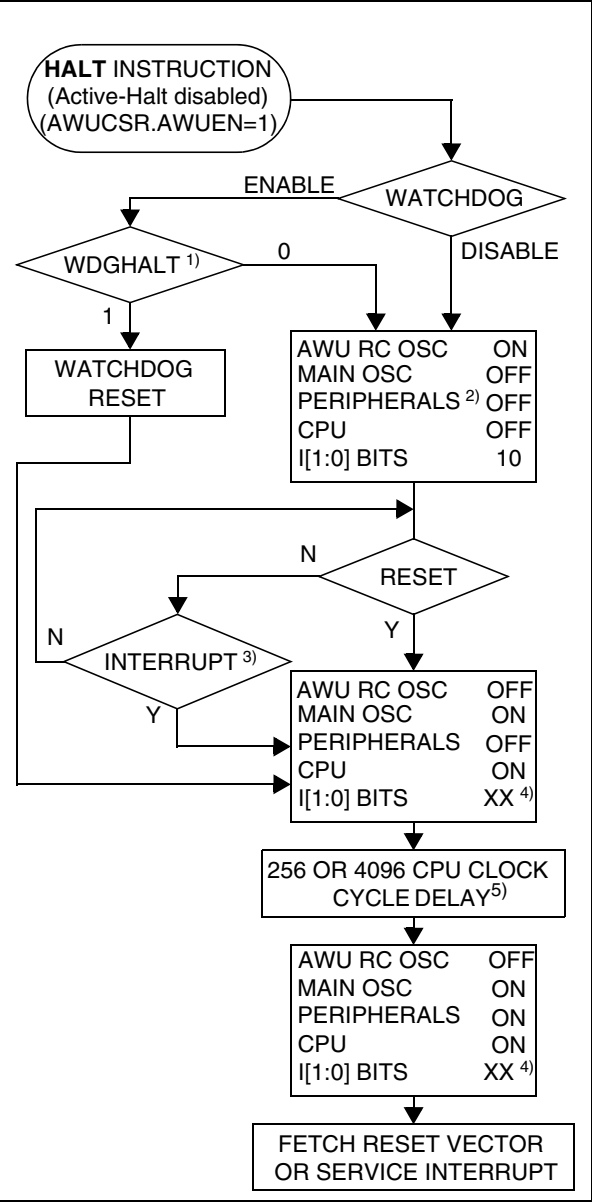 HALT INSTRUCTION
(Active-Halt disabled)
(AWUCSR.AWUEN=1)
ENABLE
WATCHDOG
WDGHALT 1)
0
DISABLE
1
WATCHDOG
RESET
AWU RC OSC ON
MAIN OSC OFF
PERIPHERALS 2) OFF
CPU OFF
I[1:0] BITS 10
N
RESET
Y
N
INTERRUPT 3)
Y
AWU RC OSC OFF
MAIN OSC ON
PERIPHERALS OFF
CPU ON
I[1:0] BITS XX 4)
256 OR 4096 CPU CLOCK
CYCLE DELAY5)
AWU RC OSC OFF
MAIN OSC ON
PERIPHERALS ON
CPU ON
I[1:0] BITS XX 4)
FETCH RESET VECTOR
OR SERVICE INTERRUPT